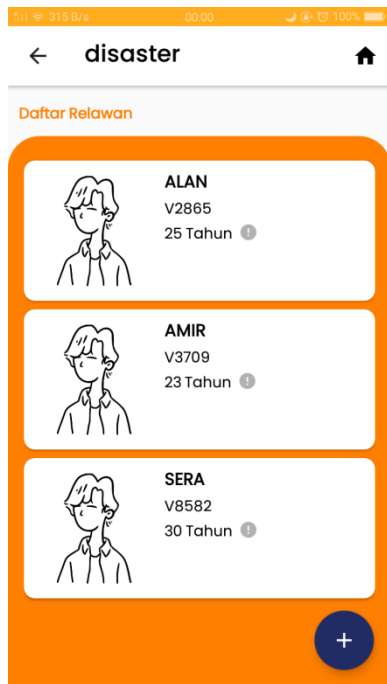 315 B/s 00:00 100%
disaster
Daftar Relawan
ALAN
V2865
25 Tahun
AMIR
V3709
23 Tahun
SERA
V8582
30 Tahun
+